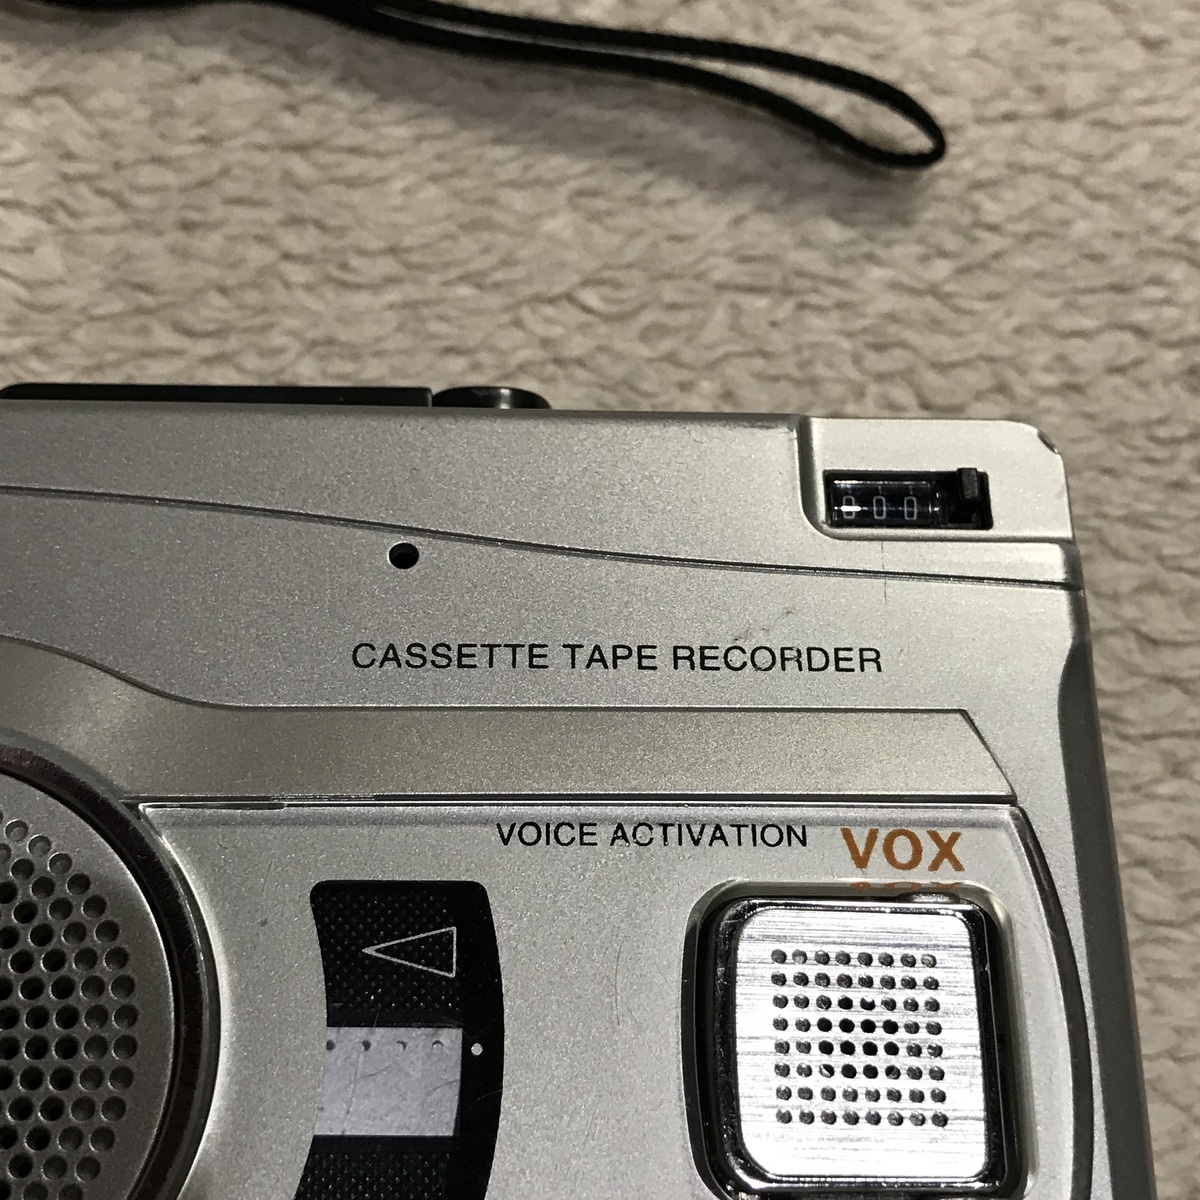 000
CASSETTE TAPE RECORDER
VOICE ACTIVATION VOX